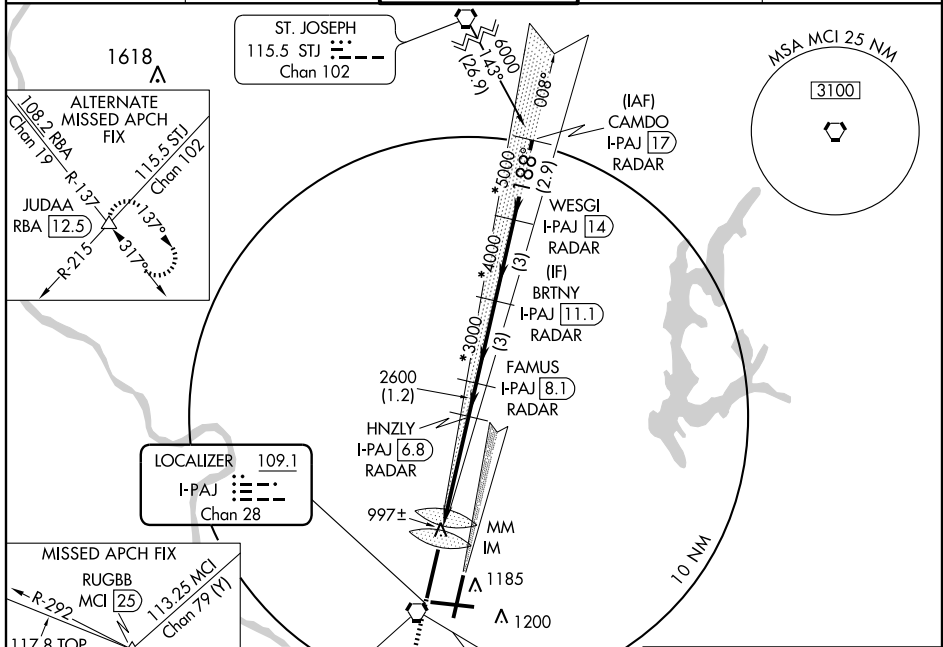 ST. JOSEPH
115.5 STJ
Chan 102
6000
143°
(26.9)
008°
1618
MSA MCI 25 NM
3100
ALTERNATE
MISSED APCH
FIX
108.2 RBA
Chan 19
115.5 STJ
Chan 102
R-137
JUDAA
RBA 12.5
137°
317°
R-215
(IAF)
CAMDO
I-PAJ 17
RADAR
*5000
188°
(2.9)
WESGI
I-PAJ 14
RADAR
*4000
(3)
(IF)
BRTNY
I-PAJ 11.1
RADAR
*3000
(3)
FAMUS
I-PAJ 8.1
RADAR
2600
(1.2)
HNZLY
I-PAJ 6.8
RADAR
LOCALIZER 109.1
I-PAJ
Chan 28
997±
MM
IM
1185
1200
10 NM
MISSED APCH FIX
RUGBB
MCI 25
113.25 MCI
Chan 79 (Y)
R-292
117.8 TOP